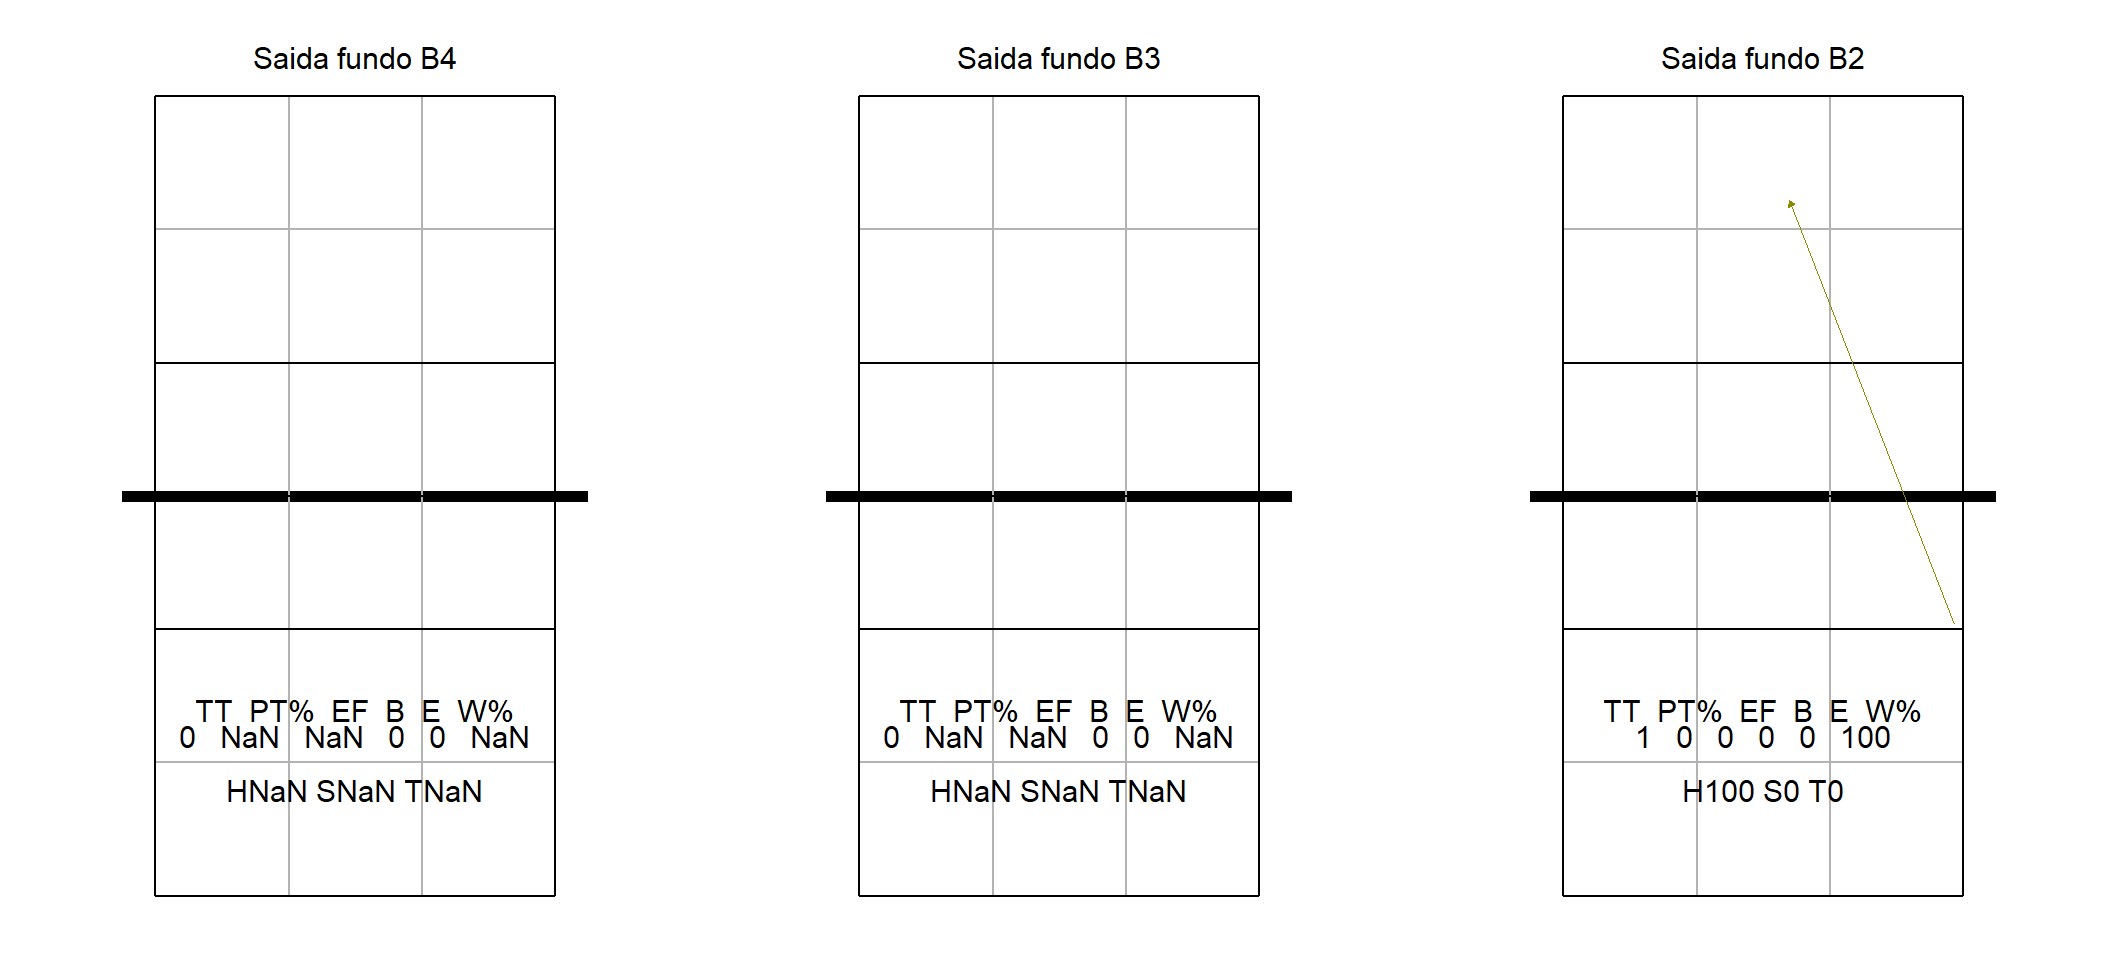 Saida fundo B4
TT PT% EF B E W%
0 NaN NaN 0 0 NaN
HNaN SNaN TNaN
Saida fundo B3
TT PT% EF B E W%
0 NaN NaN 0 0 NaN
HNaN SNaN TNaN
Saida fundo B2
TT PT% EF B E W%
1 0 0 0 0 100
H100 S0 T0